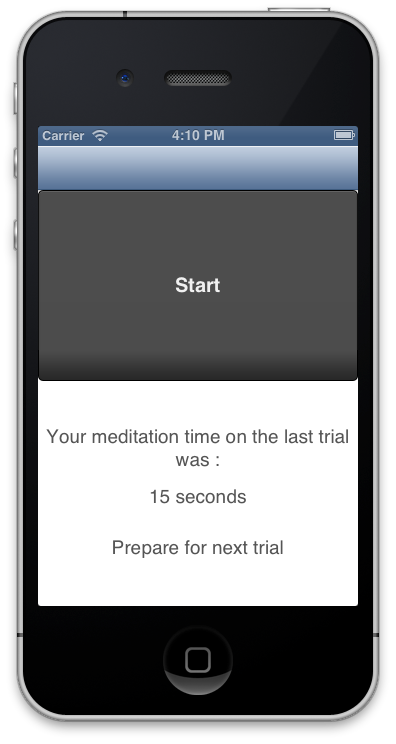 Carrier 4:10 PM
Start
Your meditation time on the last trial
was :
15 seconds
Prepare for next trial